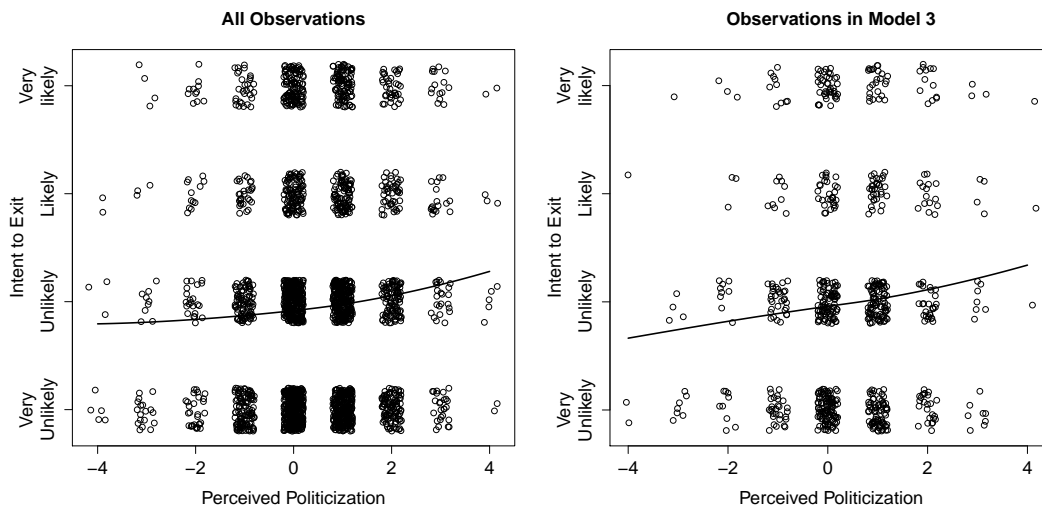 All Observations
Intent to Exit
Very
likely
Likely
Unlikely
Very
Unlikely
−4 −2 0 2 4
Perceived Politicization
Observations in Model 3
Intent to Exit
Very
likely
Likely
Unlikely
Very
Unlikely
−4 −2 0 2 4
Perceived Politicization